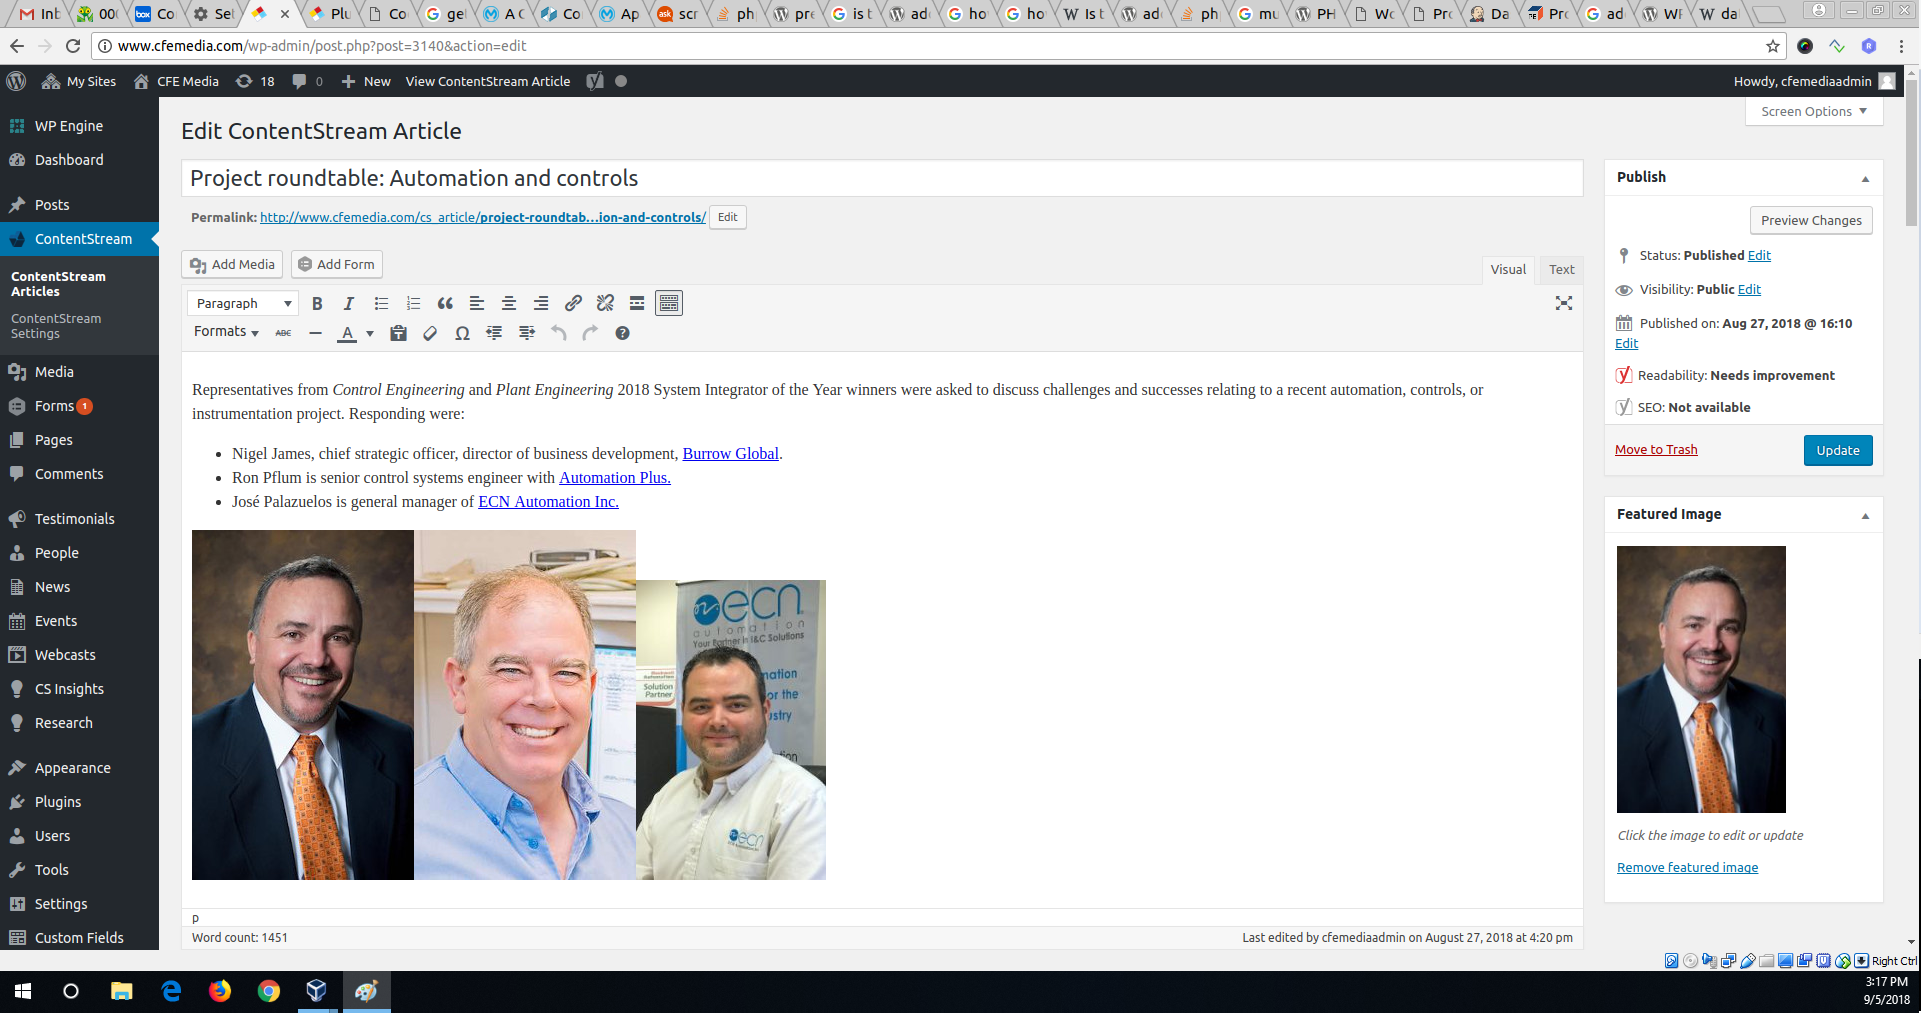 Inb
00(
Co
Set
Plu
Co
get
A C
Co
Ap
scr
ph
pre
is t
add
ho
ho
Is t
add
ph
mu
PH
Wc
Pro
Da
Pro
ad
WF
da
www.cfemedia.com/wp-admin/post.php?post=3140&action=edit
My Sites
CFE Media
18
0
New
View ContentStream Article
Howdy, cfemediaadmin
WP Engine
Dashboard
Posts
ContentStream
ContentStream
Articles
ContentStream
Settings
Media
Forms 1
Pages
Comments
Testimonials
People
News
Events
Webcasts
CS Insights
Research
Appearance
Plugins
Users
Tools
Settings
Custom Fields
Screen Options
Edit ContentStream Article
Project roundtable: Automation and controls
Permalink: http://www.cfemedia.com/cs_article/project-roundtab…ion-and-controls/ Edit
Add Media
Add Form
Visual
Text
Paragraph
B
I
Formats
ABC
A
Ω
Representatives from Control Engineering and Plant Engineering 2018 System Integrator of the Year winners were asked to discuss challenges and successes relating to a recent automation, controls, or
instrumentation project. Responding were:
• Nigel James, chief strategic officer, director of business development, Burrow Global.
• Ron Pflum is senior control systems engineer with Automation Plus.
• José Palazuelos is general manager of ECN Automation Inc.
ecn
automation
Your Partner in I&C Solutions
Solution
Partner
mation
or the
ustry
ation
ecn
p
Word count: 1451
Last edited by cfemediaadmin on August 27, 2018 at 4:20 pm
Publish
Preview Changes
Status: Published Edit
Visibility: Public Edit
Published on: Aug 27, 2018 @ 16:10
Edit
Readability: Needs improvement
SEO: Not available
Move to Trash
Update
Featured Image
Click the image to edit or update
Remove featured image
Right Ctrl
3:17 PM
9/5/2018